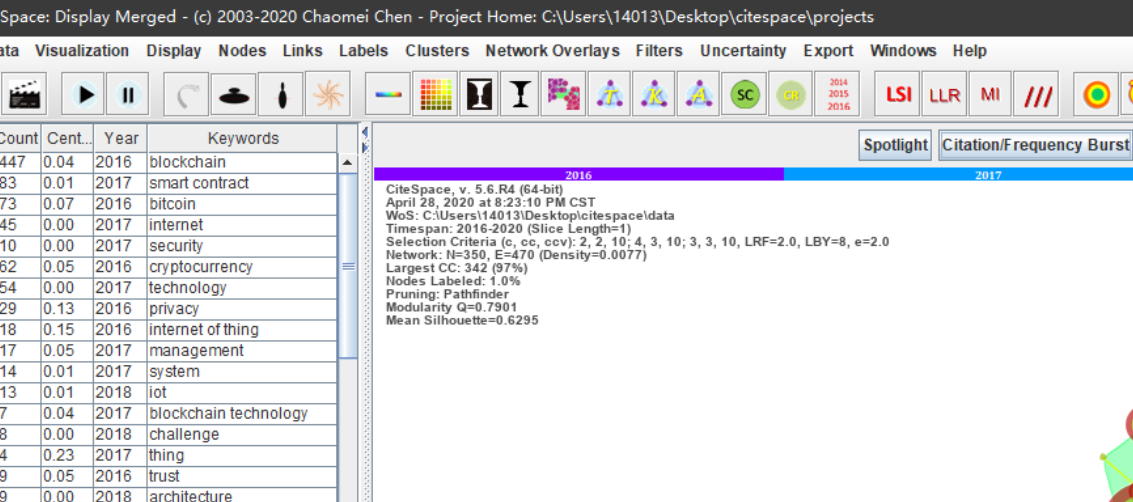 Space: Display Merged - (c) 2003-2020 Chaomei Chen - Project Home: C:\Users\14013\Desktop\citespace\projects
ata Visualization Display Nodes Links Labels Clusters Network Overlays Filters Uncertainty Export Windows Help
T K A SC CR 2014 2015 2016 LSI LLR MI
Count Cent... Year Keywords
Spotlight Citation/Frequency Burst
447 0.04 2016 blockchain
83 0.01 2017 smart contract
73 0.07 2016 bitcoin
45 0.00 2017 internet
10 0.00 2017 security
62 0.05 2016 cryptocurrency
54 0.00 2017 technology
29 0.13 2016 privacy
18 0.15 2016 internet of thing
17 0.05 2017 management
14 0.01 2017 system
13 0.01 2018 iot
7 0.04 2017 blockchain technology
8 0.00 2018 challenge
4 0.23 2017 thing
9 0.05 2016 trust
9 0.00 2018 architecture
2016 2017
CiteSpace, v. 5.6.R4 (64-bit)
April 28, 2020 at 8:23:10 PM CST
WoS: C:\Users\14013\Desktop\citespace\data
Timespan: 2016-2020 (Slice Length=1)
Selection Criteria (c, cc, ccv): 2, 2, 10; 4, 3, 10; 3, 3, 10, LRF=2.0, LBY=8, e=2.0
Network: N=350, E=470 (Density=0.0077)
Largest CC: 342 (97%)
Nodes Labeled: 1.0%
Pruning: Pathfinder
Modularity Q=0.7901
Mean Silhouette=0.6295